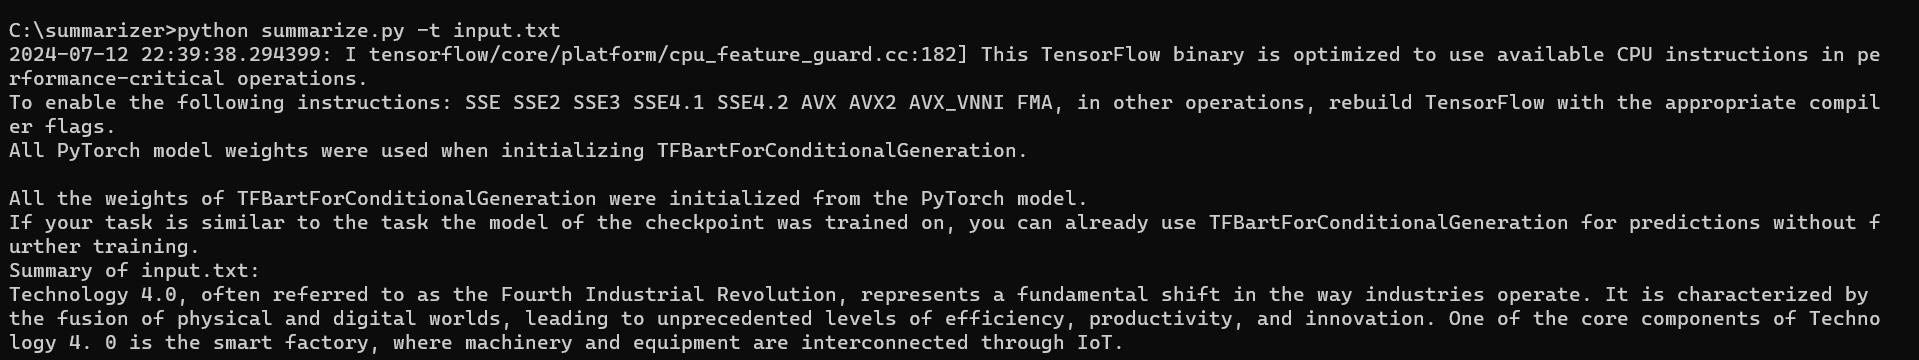 C:\summarizer>python summarize.py -t input.txt
2024-07-12 22:39:38.294399: I tensorflow/core/platform/cpu_feature_guard.cc:182] This TensorFlow binary is optimized to use available CPU instructions in pe
rformance-critical operations.
To enable the following instructions: SSE SSE2 SSE3 SSE4.1 SSE4.2 AVX AVX2 AVX_VNNI FMA, in other operations, rebuild TensorFlow with the appropriate compil
er flags.
All PyTorch model weights were used when initializing TFBartForConditionalGeneration.
All the weights of TFBartForConditionalGeneration were initialized from the PyTorch model.
If your task is similar to the task the model of the checkpoint was trained on, you can already use TFBartForConditionalGeneration for predictions without f
urther training.
Summary of input.txt:
Technology 4.0, often referred to as the Fourth Industrial Revolution, represents a fundamental shift in the way industries operate. It is characterized by
the fusion of physical and digital worlds, leading to unprecedented levels of efficiency, productivity, and innovation. One of the core components of Techno
logy 4. 0 is the smart factory, where machinery and equipment are interconnected through IoT.